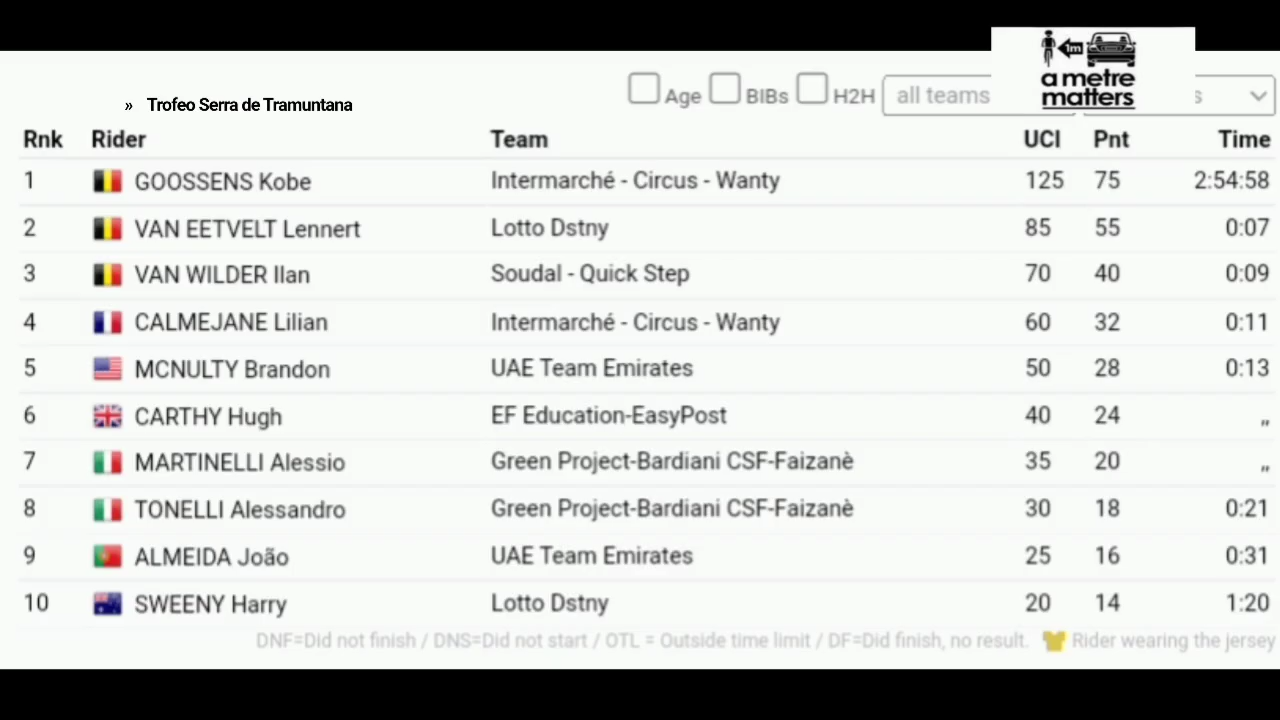 1m
a metre
matters
» Trofeo Serra de Tramuntana
Age BIBs H2H all teams s
Rnk Rider Team UCI Pnt Time
1 GOOSSENS Kobe Intermarché - Circus - Wanty 125 75 2:54:58
2 VAN EETVELT Lennert Lotto Dstny 85 55 0:07
3 VAN WILDER Ilan Soudal - Quick Step 70 40 0:09
4 CALMEJANE Lilian Intermarché - Circus - Wanty 60 32 0:11
5 MCNULTY Brandon UAE Team Emirates 50 28 0:13
6 CARTHY Hugh EF Education-EasyPost 40 24 „
7 MARTINELLI Alessio Green Project-Bardiani CSF-Faizanè 35 20 „
8 TONELLI Alessandro Green Project-Bardiani CSF-Faizanè 30 18 0:21
9 ALMEIDA João UAE Team Emirates 25 16 0:31
10 SWEENY Harry Lotto Dstny 20 14 1:20
DNF=Did not finish / DNS=Did not start / OTL = Outside time limit / DF=Did finish, no result. Rider wearing the jersey